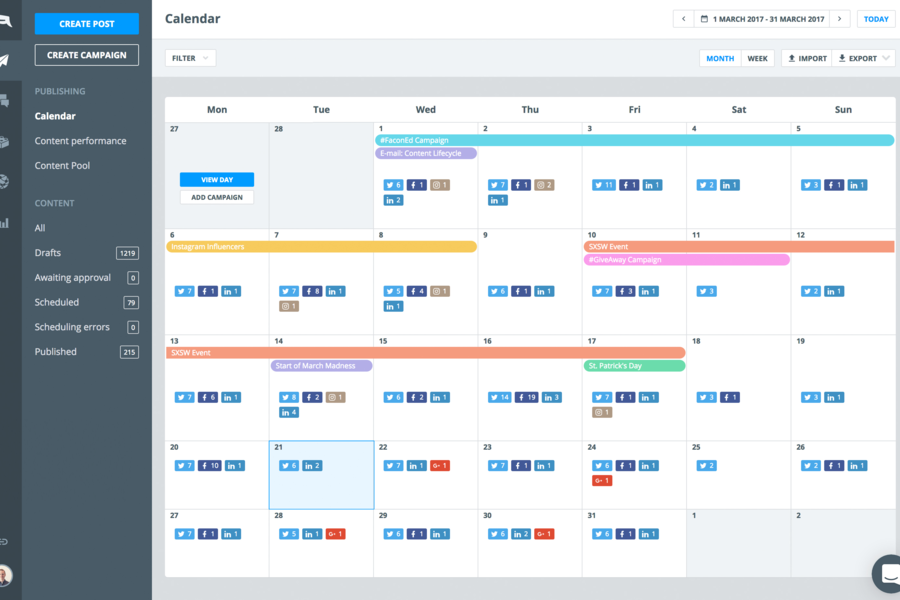 CREATE POST
CREATE CAMPAIGN
PUBLISHING
Calendar
Content performance
Content Pool
CONTENT
All
Drafts 1219
Awaiting approval 0
Scheduled 79
Scheduling errors 0
Published 215
Calendar
1 MARCH 2017 - 31 MARCH 2017
TODAY
FILTER
MONTH WEEK IMPORT EXPORT
Mon Tue Wed Thu Fri Sat Sun
27 28 1 2 3 4 5
#FaconEd Campaign
E-mail: Content Lifecycle
VIEW DAY
ADD CAMPAIGN
6 1 1 7 1 2 11 1 1 2 1 3 1 1
2 1
6 7 8 9 10 11 12
Instagram Influencers SXSW Event
#GiveAway Campaign
7 1 1 7 8 1 5 4 1 6 1 1 7 3 1 3 2 1
1 1
13 14 15 16 17 18 19
SXSW Event
Start of March Madness St. Patrick's Day
7 6 1 8 2 1 6 2 1 14 19 3 7 1 1 3 1 3 1
4 1
20 21 22 23 24 25 26
7 10 1 6 2 7 1 G+ 1 7 1 1 6 1 1 2 2 1 1
G+ 1
27 28 29 30 31 1 2
7 1 1 5 1 G+ 1 6 1 1 6 2 G+ 1 6 1 1